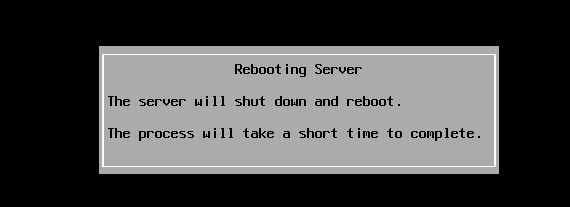 Rebooting Server
The server will shut down and reboot.
The process will take a short time to complete.